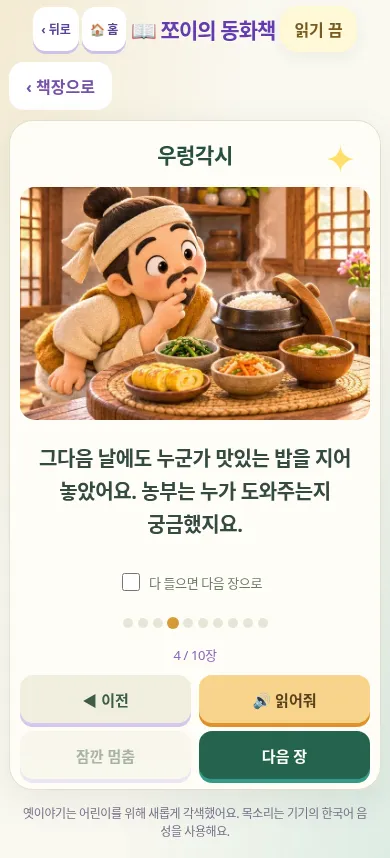 ‹ 뒤로
🏠 홈
📖 쪼이의 동화책
읽기 끔
‹ 책장으로
우렁각시
그다음 날에도 누군가 맛있는 밥을 지어
놓았어요. 농부는 누가 도와주는지
궁금했지요.
다 들으면 다음 장으로
4 / 10장
◀ 이전
🔊 읽어줘
잠깐 멈춤
다음 장
옛이야기는 어린이를 위해 새롭게 각색했어요. 목소리는 기기의 한국어 음
성을 사용해요.